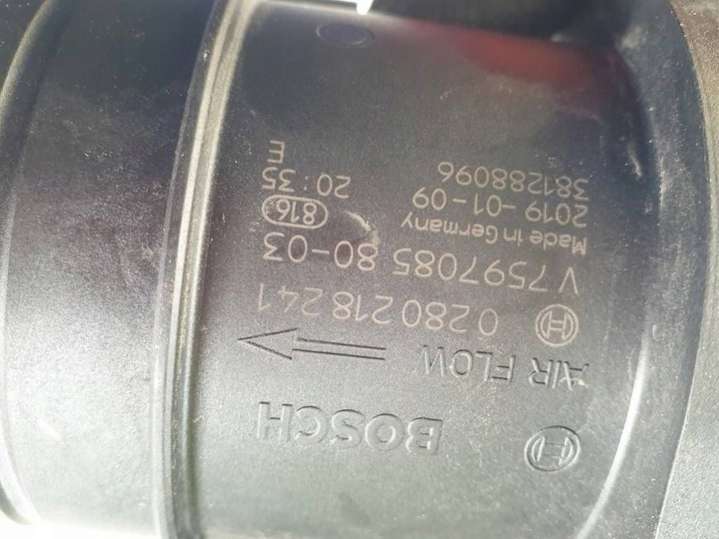 BOSCH
AIR FLOW
0 280 218 241
V 7597085 80-03
Made in Germany 816
2019-01-09 20:35
381288096 E